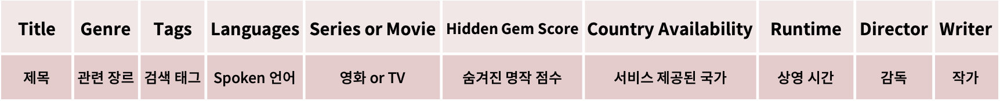 Title Genre Tags Languages Series or Movie Hidden Gem Score Country Availability Runtime Director Writer
제목 관련 장르 검색 태그 Spoken 언어 영화 or TV 숨겨진 명작 점수 서비스 제공된 국가 상영 시간 감독 작가